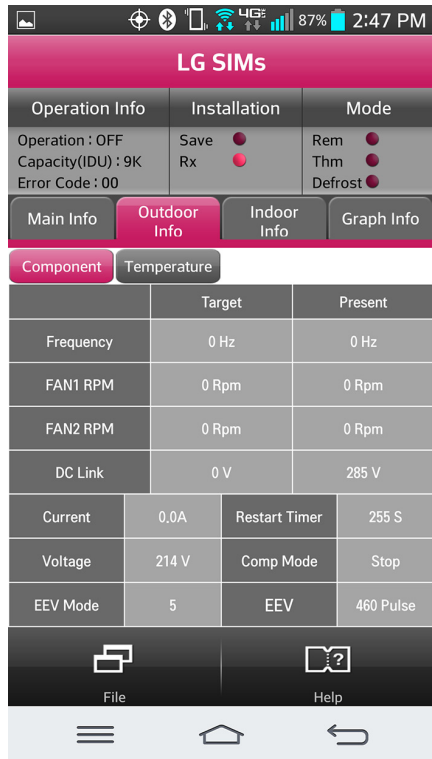 4G 87% 2:47 PM
LG SIMs
Operation Info Installation Mode
Operation : OFF Save Rem
Capacity(IDU) : 9K Rx Thm
Error Code : 00 Defrost
Main Info Outdoor Info Indoor Info Graph Info
Component Temperature
Target Present
Frequency 0 Hz 0 Hz
FAN1 RPM 0 Rpm 0 Rpm
FAN2 RPM 0 Rpm 0 Rpm
DC Link 0 V 285 V
Current 0.0A Restart Timer 255 S
Voltage 214 V Comp Mode Stop
EEV Mode 5 EEV 460 Pulse
File Help